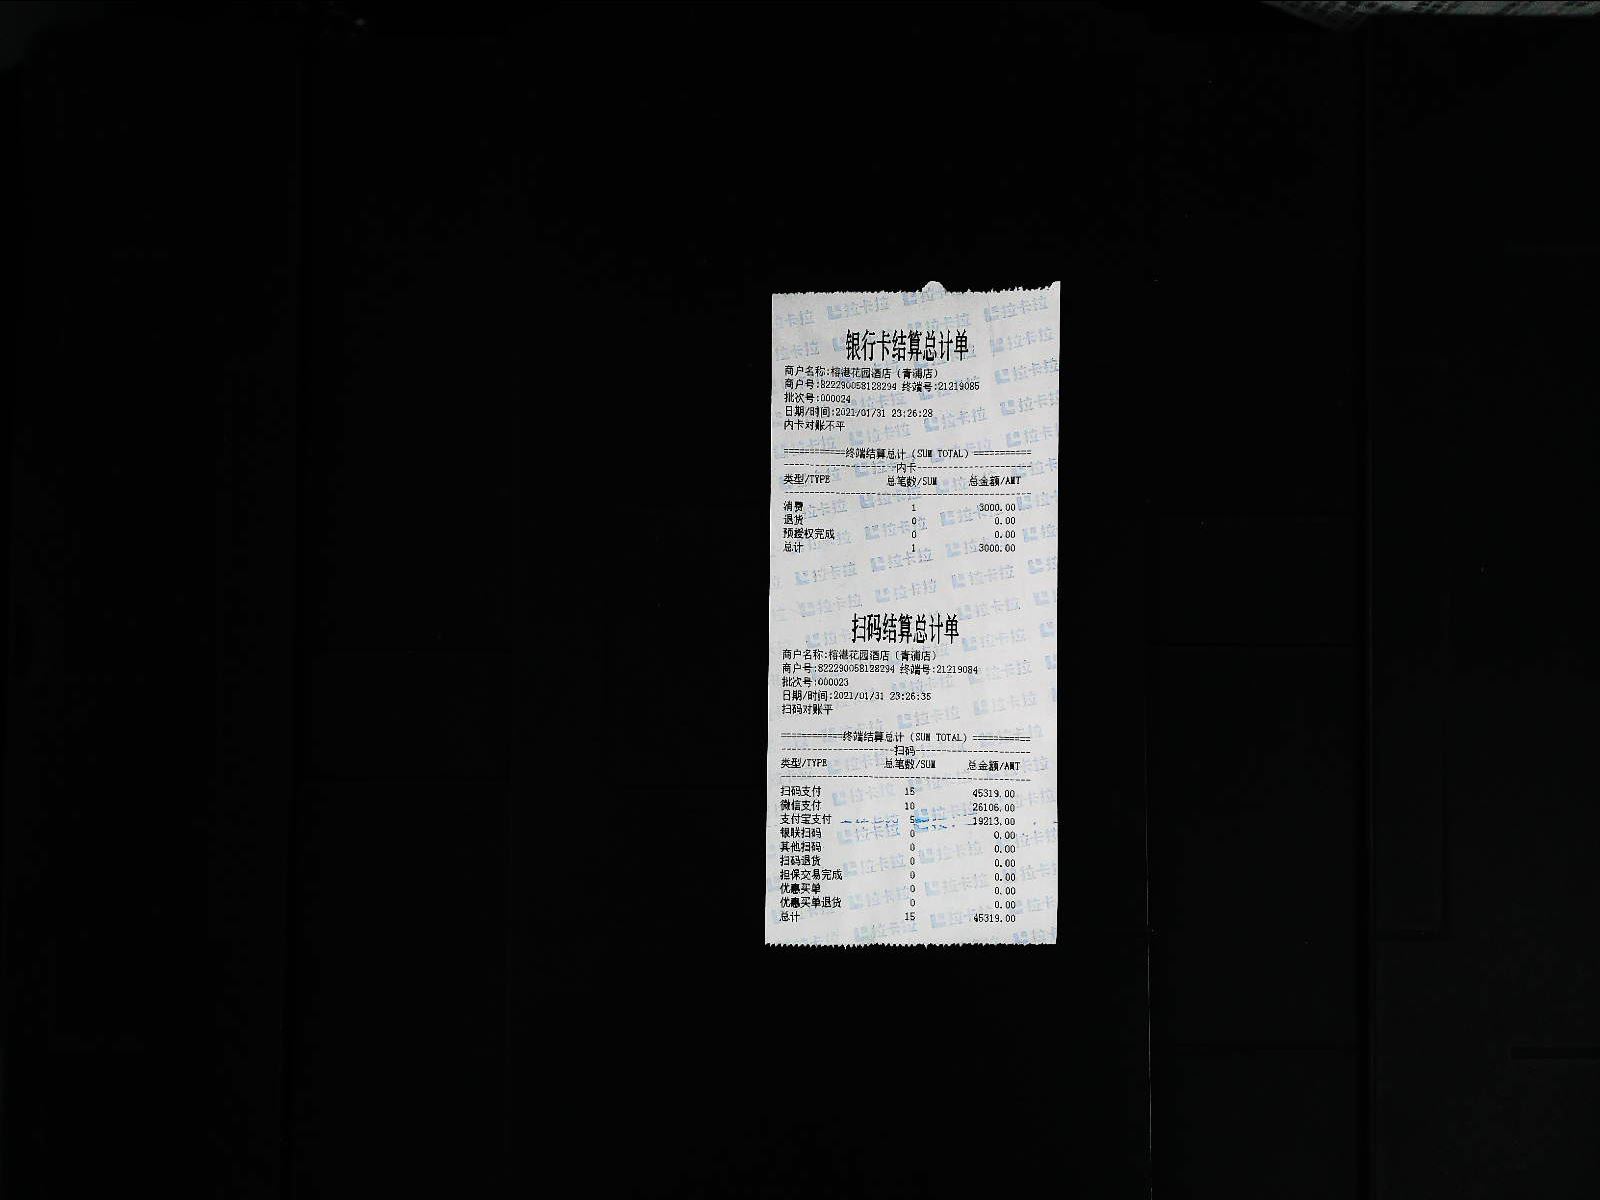 银行卡结算总计单
商户名称:榕港花园酒店（青浦店）
商户号:822290058128294 终端号:21219085
批次号:000024
日期/时间:2021/01/31 23:26:28
内卡对账不平
===========终端结算总计（SUM TOTAL）===========
--------------------内卡--------------------
类型/TYPE 总笔数/SUM 总金额/AMT
消费 1 3000.00
退货 0 0.00
预授权完成 0 0.00
总计 1 3000.00
扫码结算总计单
商户名称:榕港花园酒店（青浦店）
商户号:822290058128294 终端号:21219084
批次号:000023
日期/时间:2021/01/31 23:26:35
扫码对账平
===========终端结算总计（SUM TOTAL）===========
--------------------扫码--------------------
类型/TYPE 总笔数/SUM 总金额/AMT
扫码支付 15 45319.00
微信支付 10 26106.00
支付宝支付 5 19213.00
银联扫码 0 0.00
其他扫码 0 0.00
扫码退货 0 0.00
担保交易完成 0 0.00
优惠买单 0 0.00
优惠买单退货 0 0.00
总计 15 45319.00